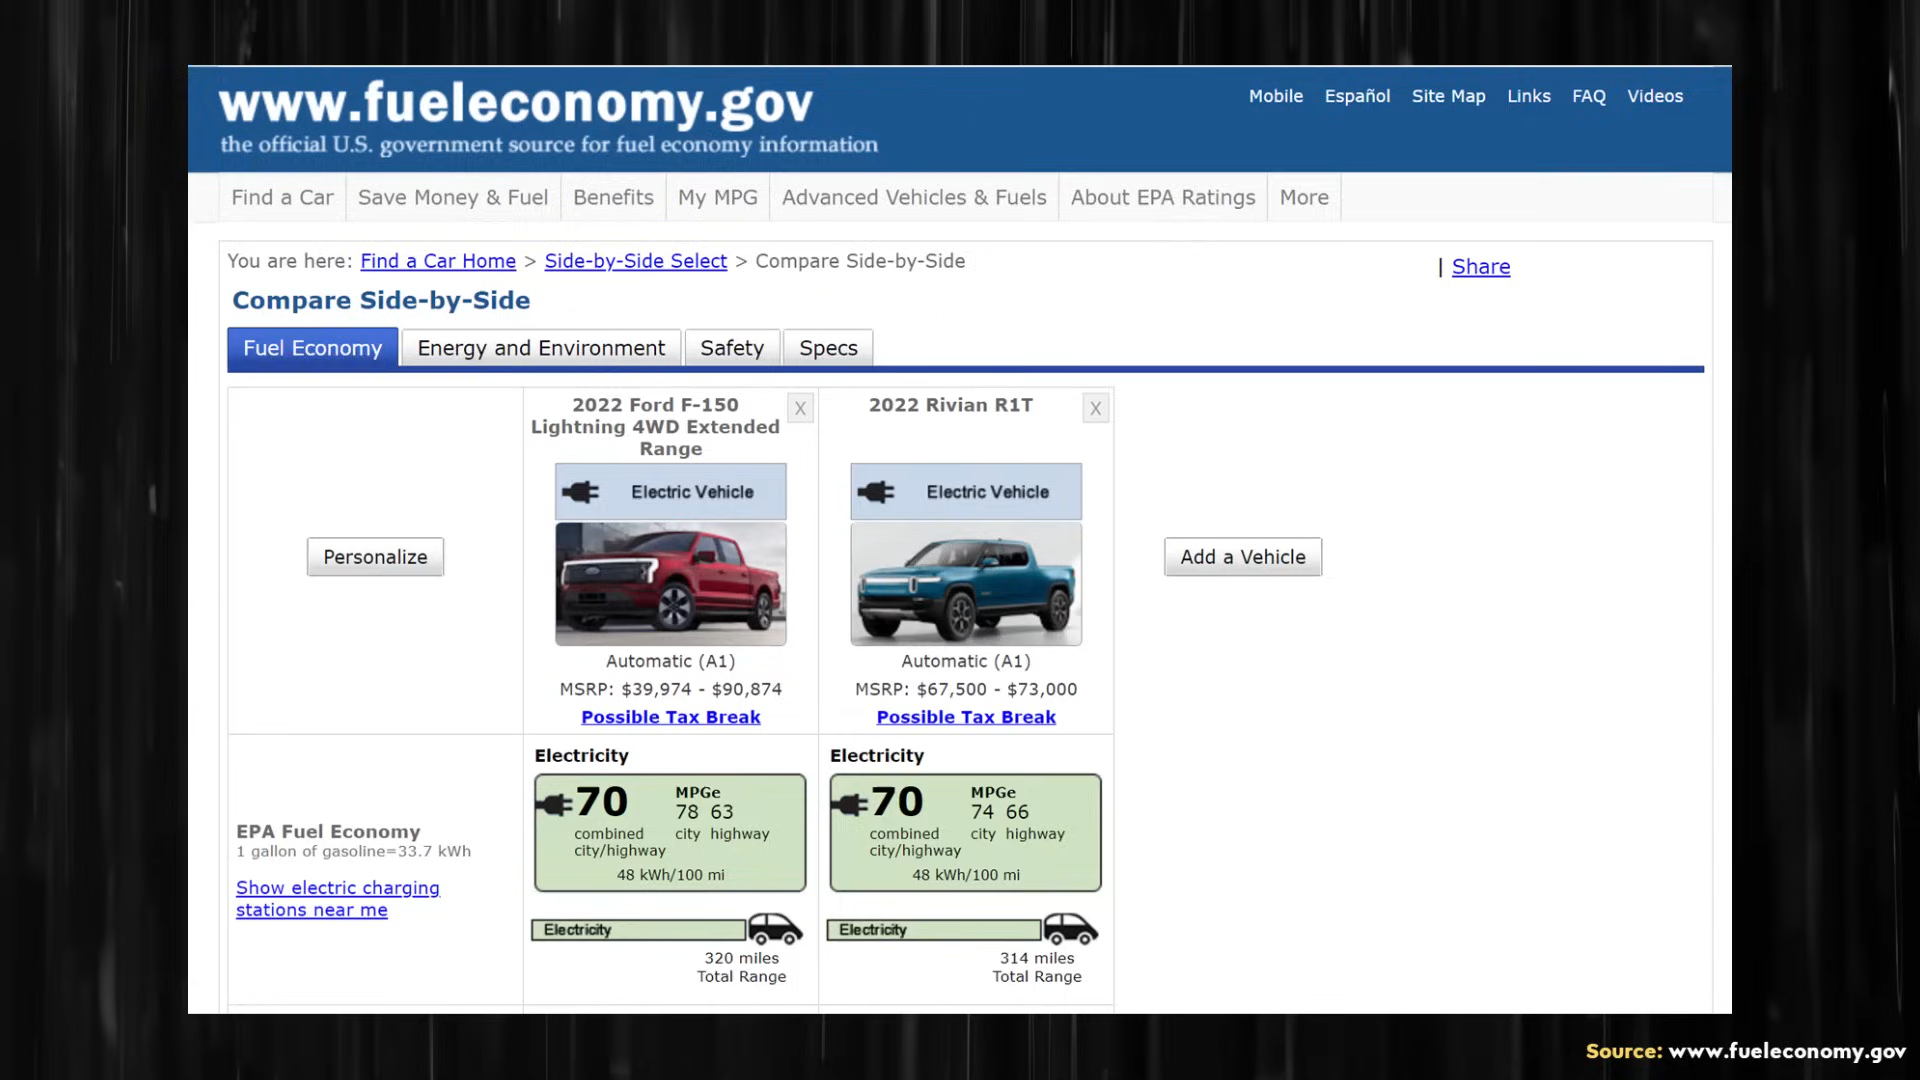 www.fueleconomy.gov
the official U.S. government source for fuel economy information
Mobile Español Site Map Links FAQ Videos
Find a Car Save Money & Fuel Benefits My MPG Advanced Vehicles & Fuels About EPA Ratings More
You are here: Find a Car Home > Side-by-Side Select > Compare Side-by-Side
| Share
Compare Side-by-Side
Fuel Economy Energy and Environment Safety Specs
2022 Ford F-150
Lightning 4WD Extended
Range
X
2022 Rivian R1T
X
Electric Vehicle
Electric Vehicle
Personalize
Add a Vehicle
Automatic (A1)
MSRP: $39,974 - $90,874
Possible Tax Break
Automatic (A1)
MSRP: $67,500 - $73,000
Possible Tax Break
EPA Fuel Economy
1 gallon of gasoline=33.7 kWh
Show electric charging
stations near me
Electricity
70
combined
city/highway
MPGe
78 63
city highway
48 kWh/100 mi
Electricity
320 miles
Total Range
Electricity
70
combined
city/highway
MPGe
74 66
city highway
48 kWh/100 mi
Electricity
314 miles
Total Range
Source: www.fueleconomy.gov